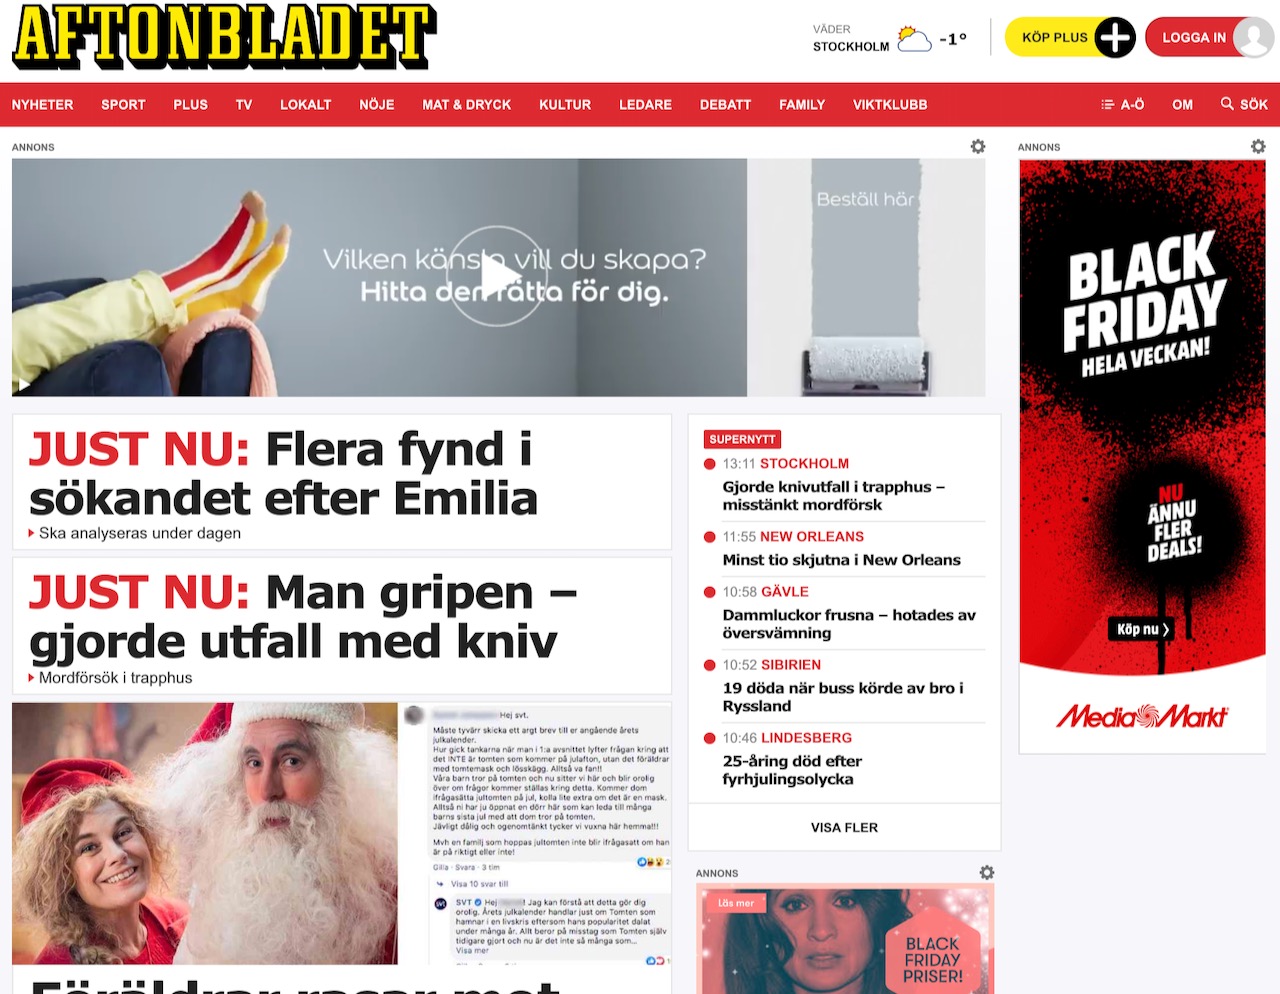 AFTONBLADET
VÄDER
STOCKHOLM
-1°
KÖP PLUS
LOGGA IN
NYHETER SPORT PLUS TV LOKALT NÖJE MAT & DRYCK KULTUR LEDARE DEBATT FAMILY VIKTKLUBB A-Ö OM SÖK
ANNONS
Vilken känsla vill du skapa?
Hitta den rätta för dig.
Beställ här
ANNONS
BLACK
FRIDAY
HELA VECKAN!
NU
ÄNNU
FLER
DEALS!
Köp nu
Media Markt
JUST NU: Flera fynd i
sökandet efter Emilia
Ska analyseras under dagen
JUST NU: Man gripen –
gjorde utfall med kniv
Mordförsök i trapphus
SUPERNYTT
13:11 STOCKHOLM
Gjorde knivutfall i trapphus –
misstänkt mordförsk
11:55 NEW ORLEANS
Minst tio skjutna i New Orleans
10:58 GÄVLE
Dammluckor frusna – hotades av
översvämning
10:52 SIBIRIEN
19 döda när buss körde av bro i
Ryssland
10:46 LINDESBERG
25-åring död efter
fyrhjulingsolycka
VISA FLER
Hej svt.
Måste tyvärr skicka ett argt brev till er angående årets
julkalender.
Hur gick tankarna när man i 1:a avsnittet lyfter frågan kring att
det INTE är tomten som kommer på julafton, utan det föräldrar
med tomtemask och lösskägg. Alltså va fan!!
Våra barn tror på tomten och nu sitter vi här och blir orolig
över om frågor kommer ställas kring detta. Kommer dom
ifrågasätta jultomten på jul, kolla lite extra om det är en mask.
Alltså ni har ju öppnat en dörr här som kan leda till många
barns sista jul med att dom tror på tomten.
Jävligt dålig och ogenomtänkt tycker vi vuxna här hemma!!!
Mvh en familj som hoppas jultomten inte blir ifrågasatt om han
är på riktigt eller inte!
Gilla · Svara · 3 tim
Visa 10 svar till
SVT Hej! Jag kan förstå att detta gör dig
orolig. Årets julkalender handlar just om Tomten som
hamnar i en livskris eftersom hans popularitet dalat
under många år. Allt beror på misstag som Tomten själv
tidigare gjort och nu är det inte så många som...
Visa mer
ANNONS
Läs mer
BLACK
FRIDAY
PRISER!
Föräldrar rasar mot